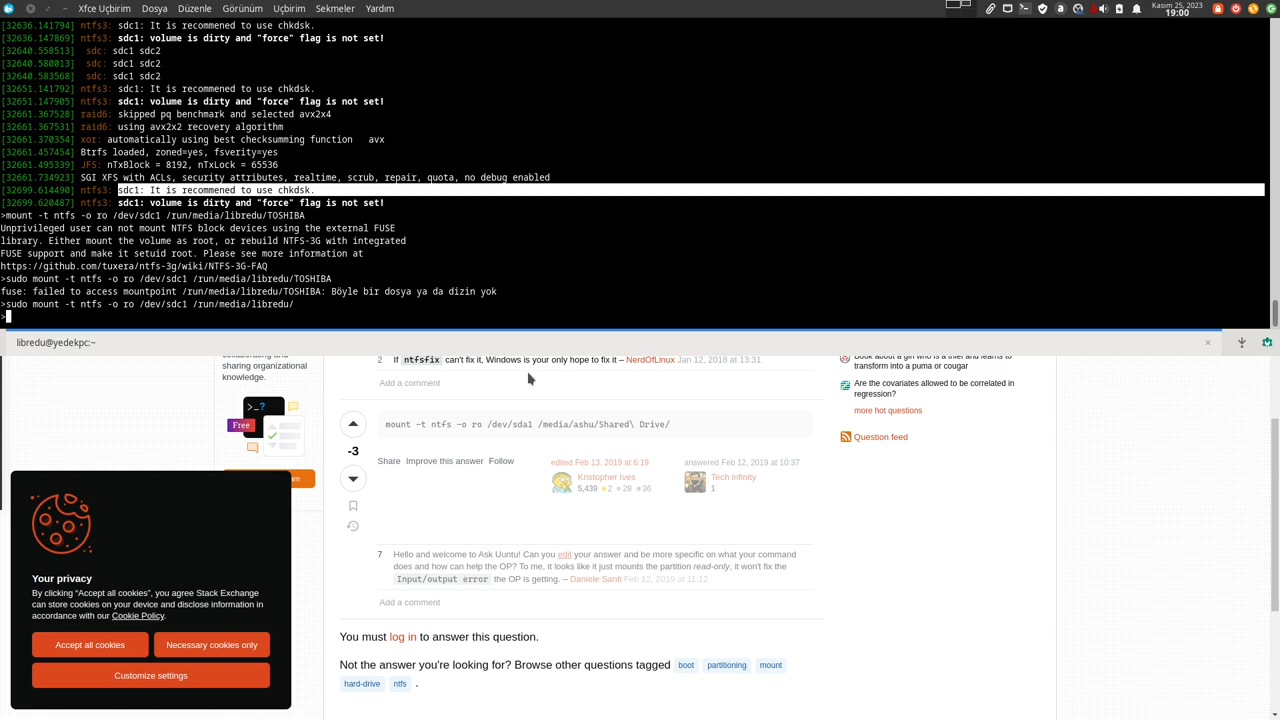 Xfce Uçbirim Dosya Düzenle Görünüm Uçbirim Sekmeler Yardım
Kasım 25, 2023
19:00
[32636.141794] ntfs3: sdc1: It is recommened to use chkdsk.
[32636.147869] ntfs3: sdc1: volume is dirty and "force" flag is not set!
[32640.558513]  sdc: sdc1 sdc2
[32640.580013]  sdc: sdc1 sdc2
[32640.583568]  sdc: sdc1 sdc2
[32651.141792] ntfs3: sdc1: It is recommened to use chkdsk.
[32651.147905] ntfs3: sdc1: volume is dirty and "force" flag is not set!
[32661.367528] raid6: skipped pq benchmark and selected avx2x4
[32661.367531] raid6: using avx2x2 recovery algorithm
[32661.370354] xor: automatically using best checksumming function   avx
[32661.457454] Btrfs loaded, zoned=yes, fsverity=yes
[32661.495339] JFS: nTxBlock = 8192, nTxLock = 65536
[32661.734923] SGI XFS with ACLs, security attributes, realtime, scrub, repair, quota, no debug enabled
[32699.614490] ntfs3: sdc1: It is recommened to use chkdsk.
[32699.620487] ntfs3: sdc1: volume is dirty and "force" flag is not set!
>mount -t ntfs -o ro /dev/sdc1 /run/media/libredu/TOSHIBA
Unprivileged user can not mount NTFS block devices using the external FUSE
library. Either mount the volume as root, or rebuild NTFS-3G with integrated
FUSE support and make it setuid root. Please see more information at
https://github.com/tuxera/ntfs-3g/wiki/NTFS-3G-FAQ
>sudo mount -t ntfs -o ro /dev/sdc1 /run/media/libredu/TOSHIBA
fuse: failed to access mountpoint /run/media/libredu/TOSHIBA: Böyle bir dosya ya da dizin yok
>sudo mount -t ntfs -o ro /dev/sdc1 /run/media/libredu/
>
libredu@yedekpc:~
collaborating and
sharing organizational
knowledge.
>_?
Free
2 If ntfsfix can't fix it, Windows is your only hope to fix it – NerdOfLinux Jan 12, 2018 at 13:31
Add a comment
-3
mount -t ntfs -o ro /dev/sda1 /media/ashu/Shared\ Drive/
Share Improve this answer Follow
edited Feb 13, 2019 at 6:19
Kristopher Ives
5,439 2 28 36
answered Feb 12, 2019 at 10:37
Tech infinity
1
7 Hello and welcome to Ask Uuntu! Can you edit your answer and be more specific on what your command
does and how can help the OP? To me, it looks like it just mounts the partition read-only, it won't fix the
Input/output error the OP is getting. – Daniele Santi Feb 12, 2019 at 11:12
Add a comment
You must log in to answer this question.
Not the answer you're looking for? Browse other questions tagged boot partitioning mount
hard-drive ntfs .
Book about a girl who is a thief and learns to
transform into a puma or cougar
Are the covariates allowed to be correlated in
regression?
more hot questions
Question feed
Your privacy
By clicking “Accept all cookies”, you agree Stack Exchange
can store cookies on your device and disclose information in
accordance with our Cookie Policy.
Accept all cookies
Necessary cookies only
Customize settings